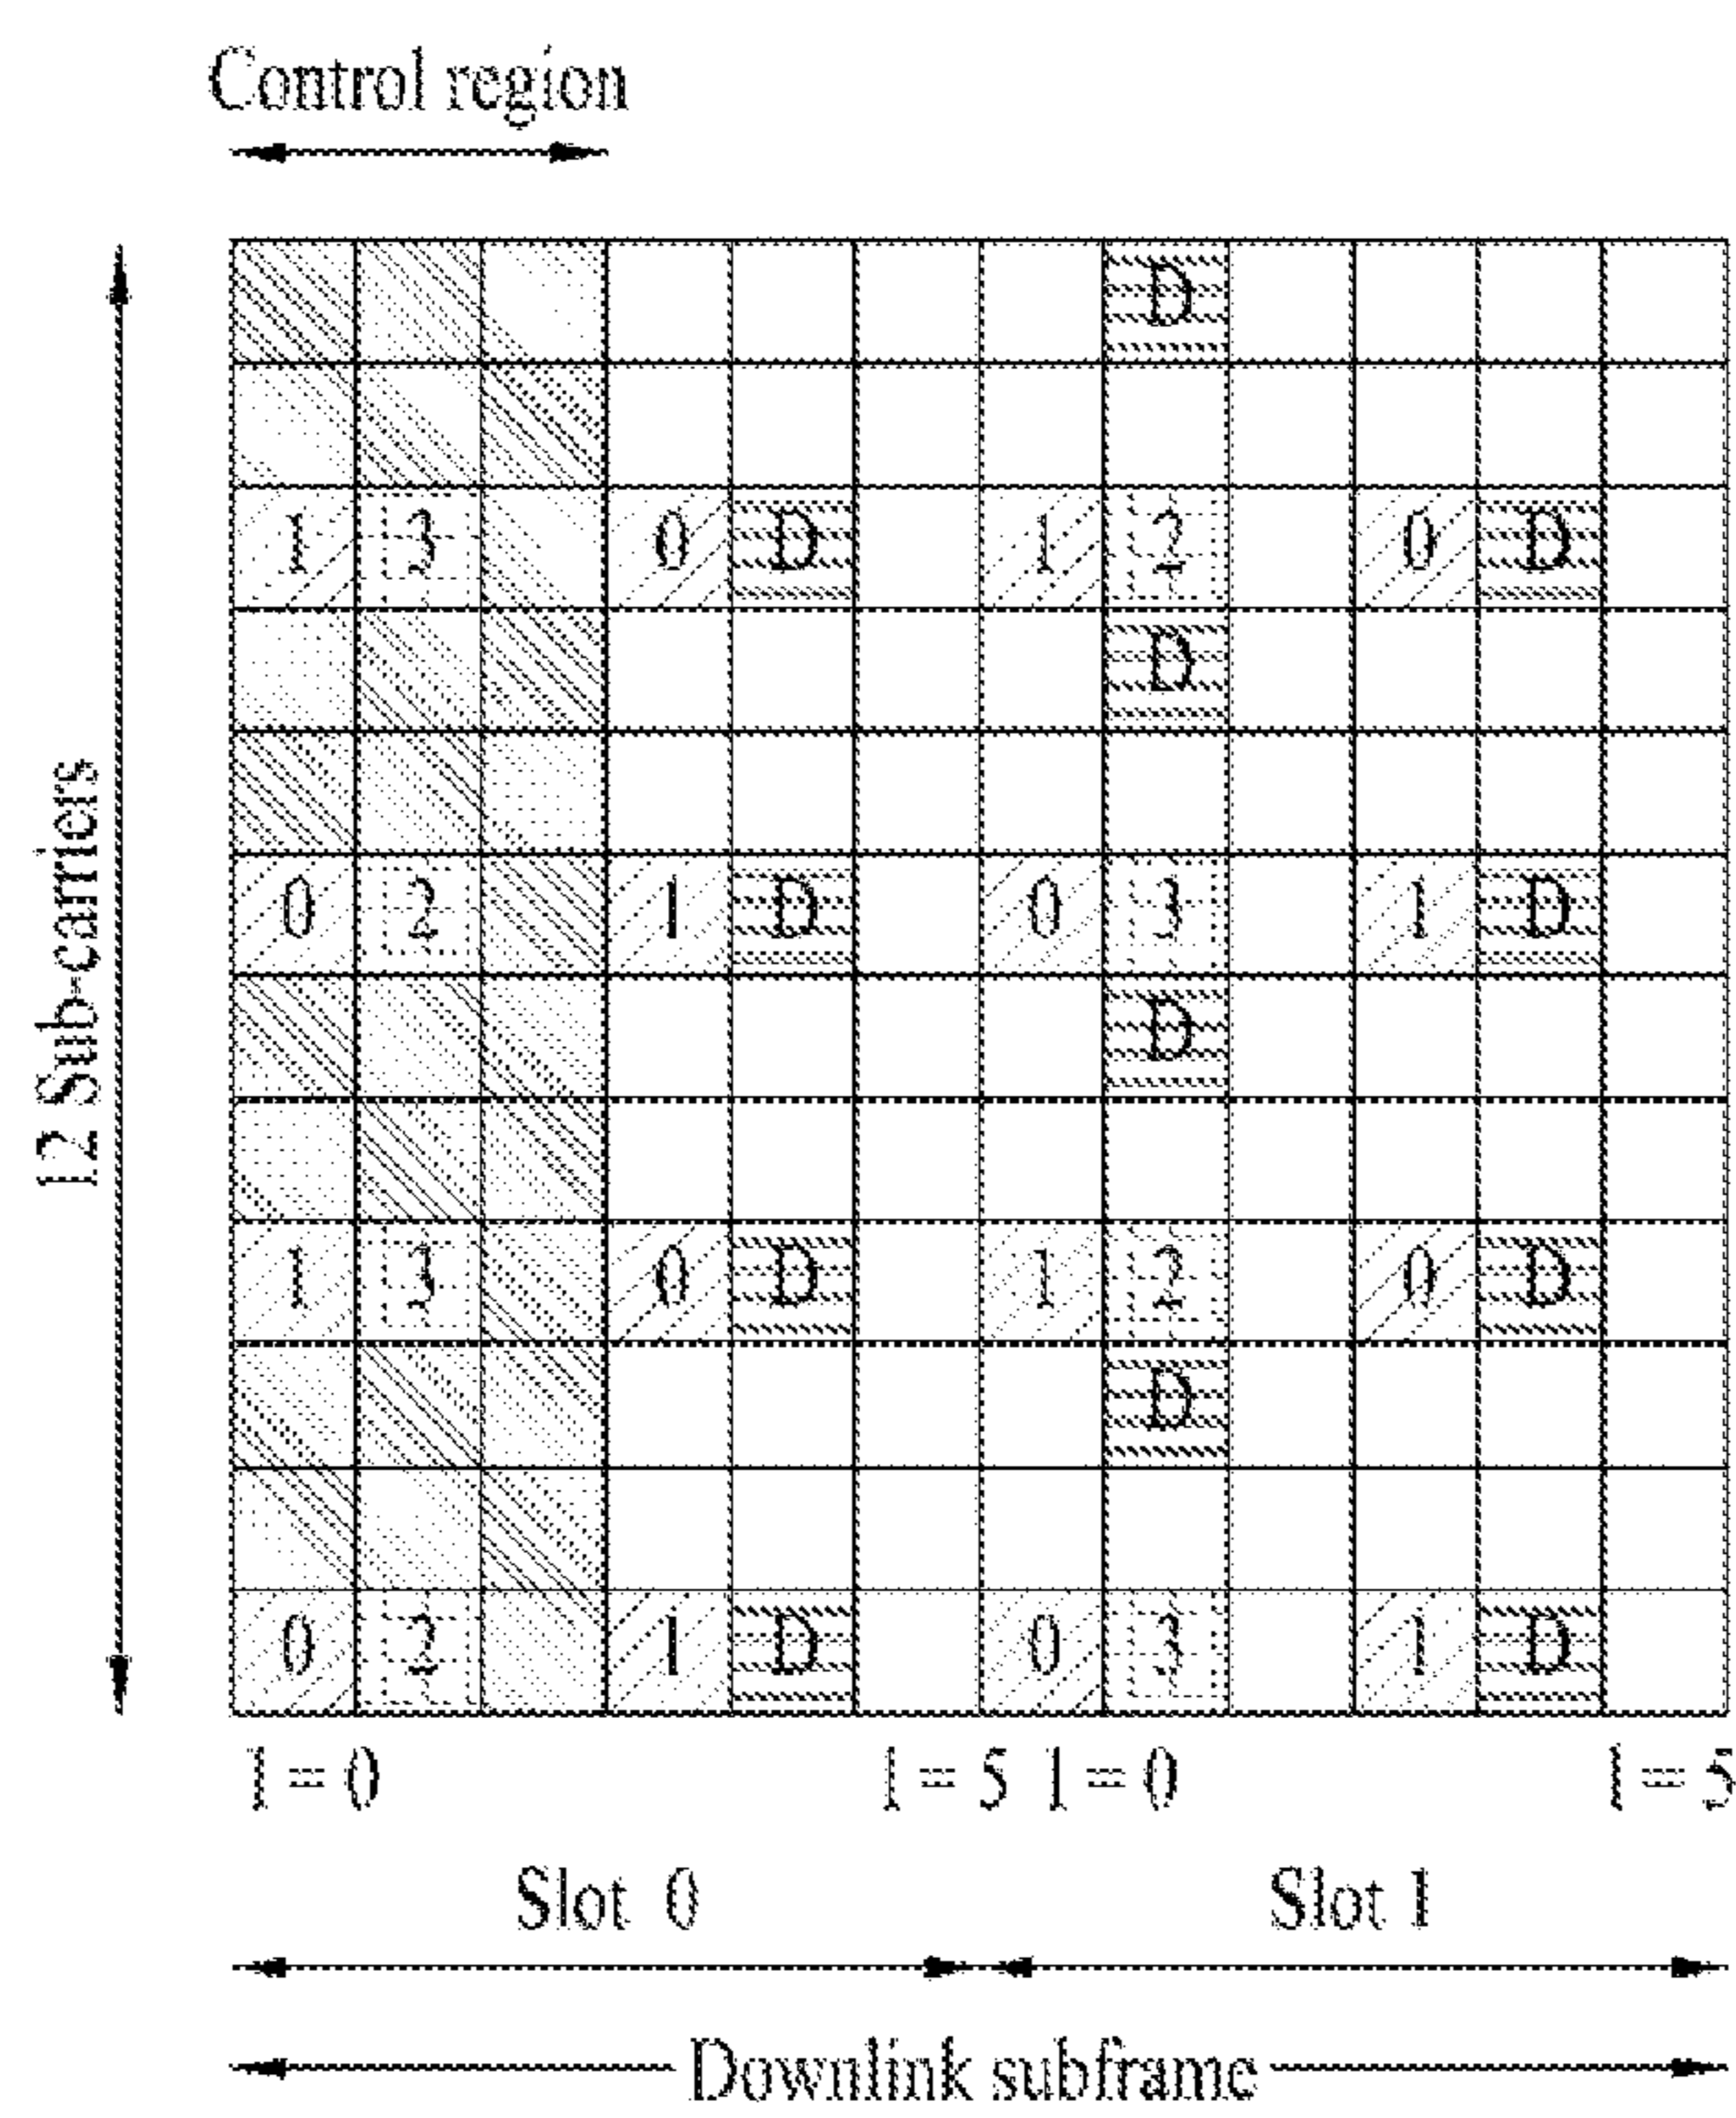 Control region
12 Sub-carriers
D
1 3 0 D 1 2 0 D
D
0 2 1 D 0 3 1 D
D
1 3 0 D 1 2 0 D
D
0 2 1 D 0 3 1 D
l = 0 l = 5 l = 0 l = 5
Slot 0 Slot 1
Downlink subframe